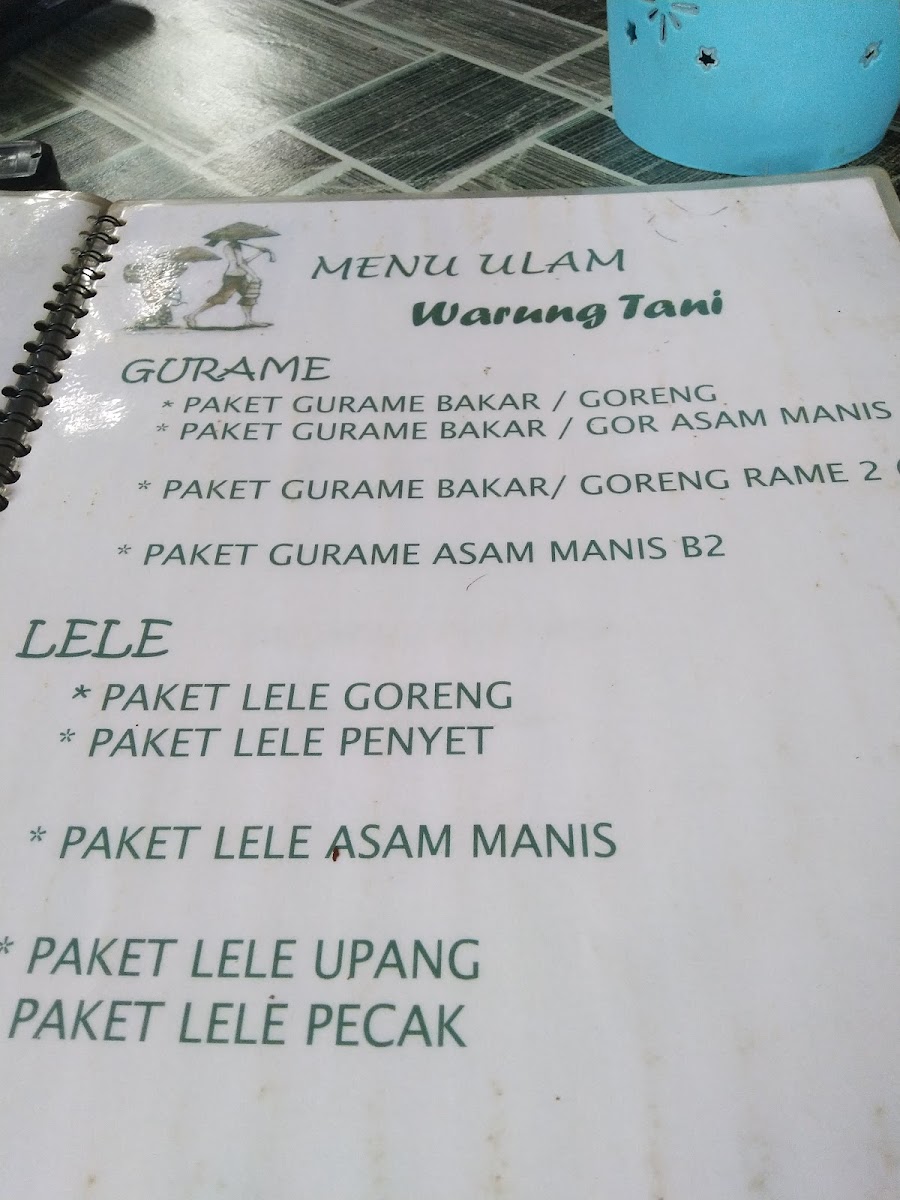 MENU ULAM
Warung Tani
GURAME
* PAKET GURAME BAKAR / GORENG
* PAKET GURAME BAKAR / GOR ASAM MANIS
* PAKET GURAME BAKAR/ GORENG RAME 2
* PAKET GURAME ASAM MANIS B2
LELE
* PAKET LELE GORENG
* PAKET LELE PENYET
* PAKET LELE ASAM MANIS
* PAKET LELE UPANG
PAKET LELE PECAK